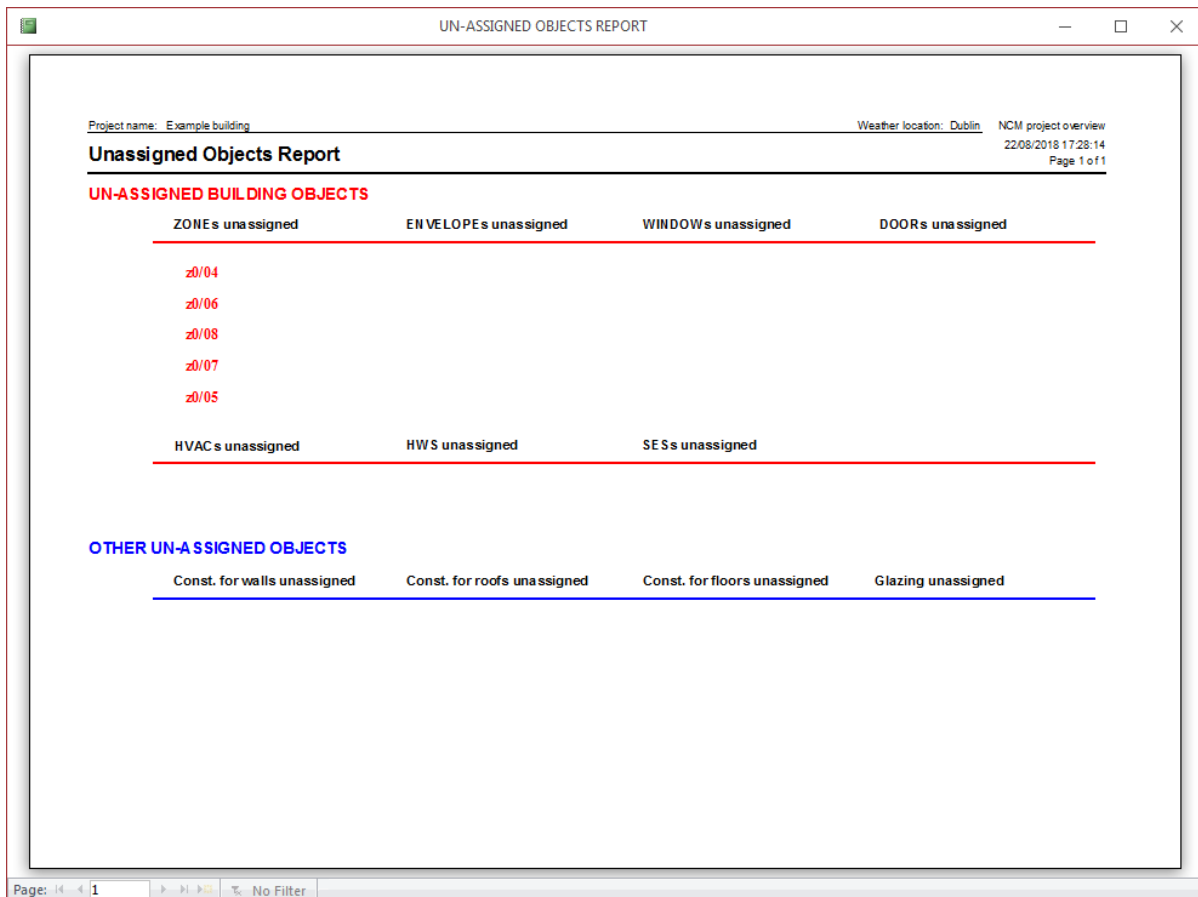 UN-ASSIGNED OBJECTS REPORT
Project name: Example building Weather location: Dublin NCM project overview
Unassigned Objects Report 22/08/2018 17:28:14
Page 1 of 1
UN-ASSIGNED BUILDING OBJECTS
ZONEs unassigned ENVELOPEs unassigned WINDOWs unassigned DOORs unassigned
z0/04
z0/06
z0/08
z0/07
z0/05
HVACs unassigned HWS unassigned SESs unassigned
OTHER UN-ASSIGNED OBJECTS
Const. for walls unassigned Const. for roofs unassigned Const. for floors unassigned Glazing unassigned
Page: 1 No Filter